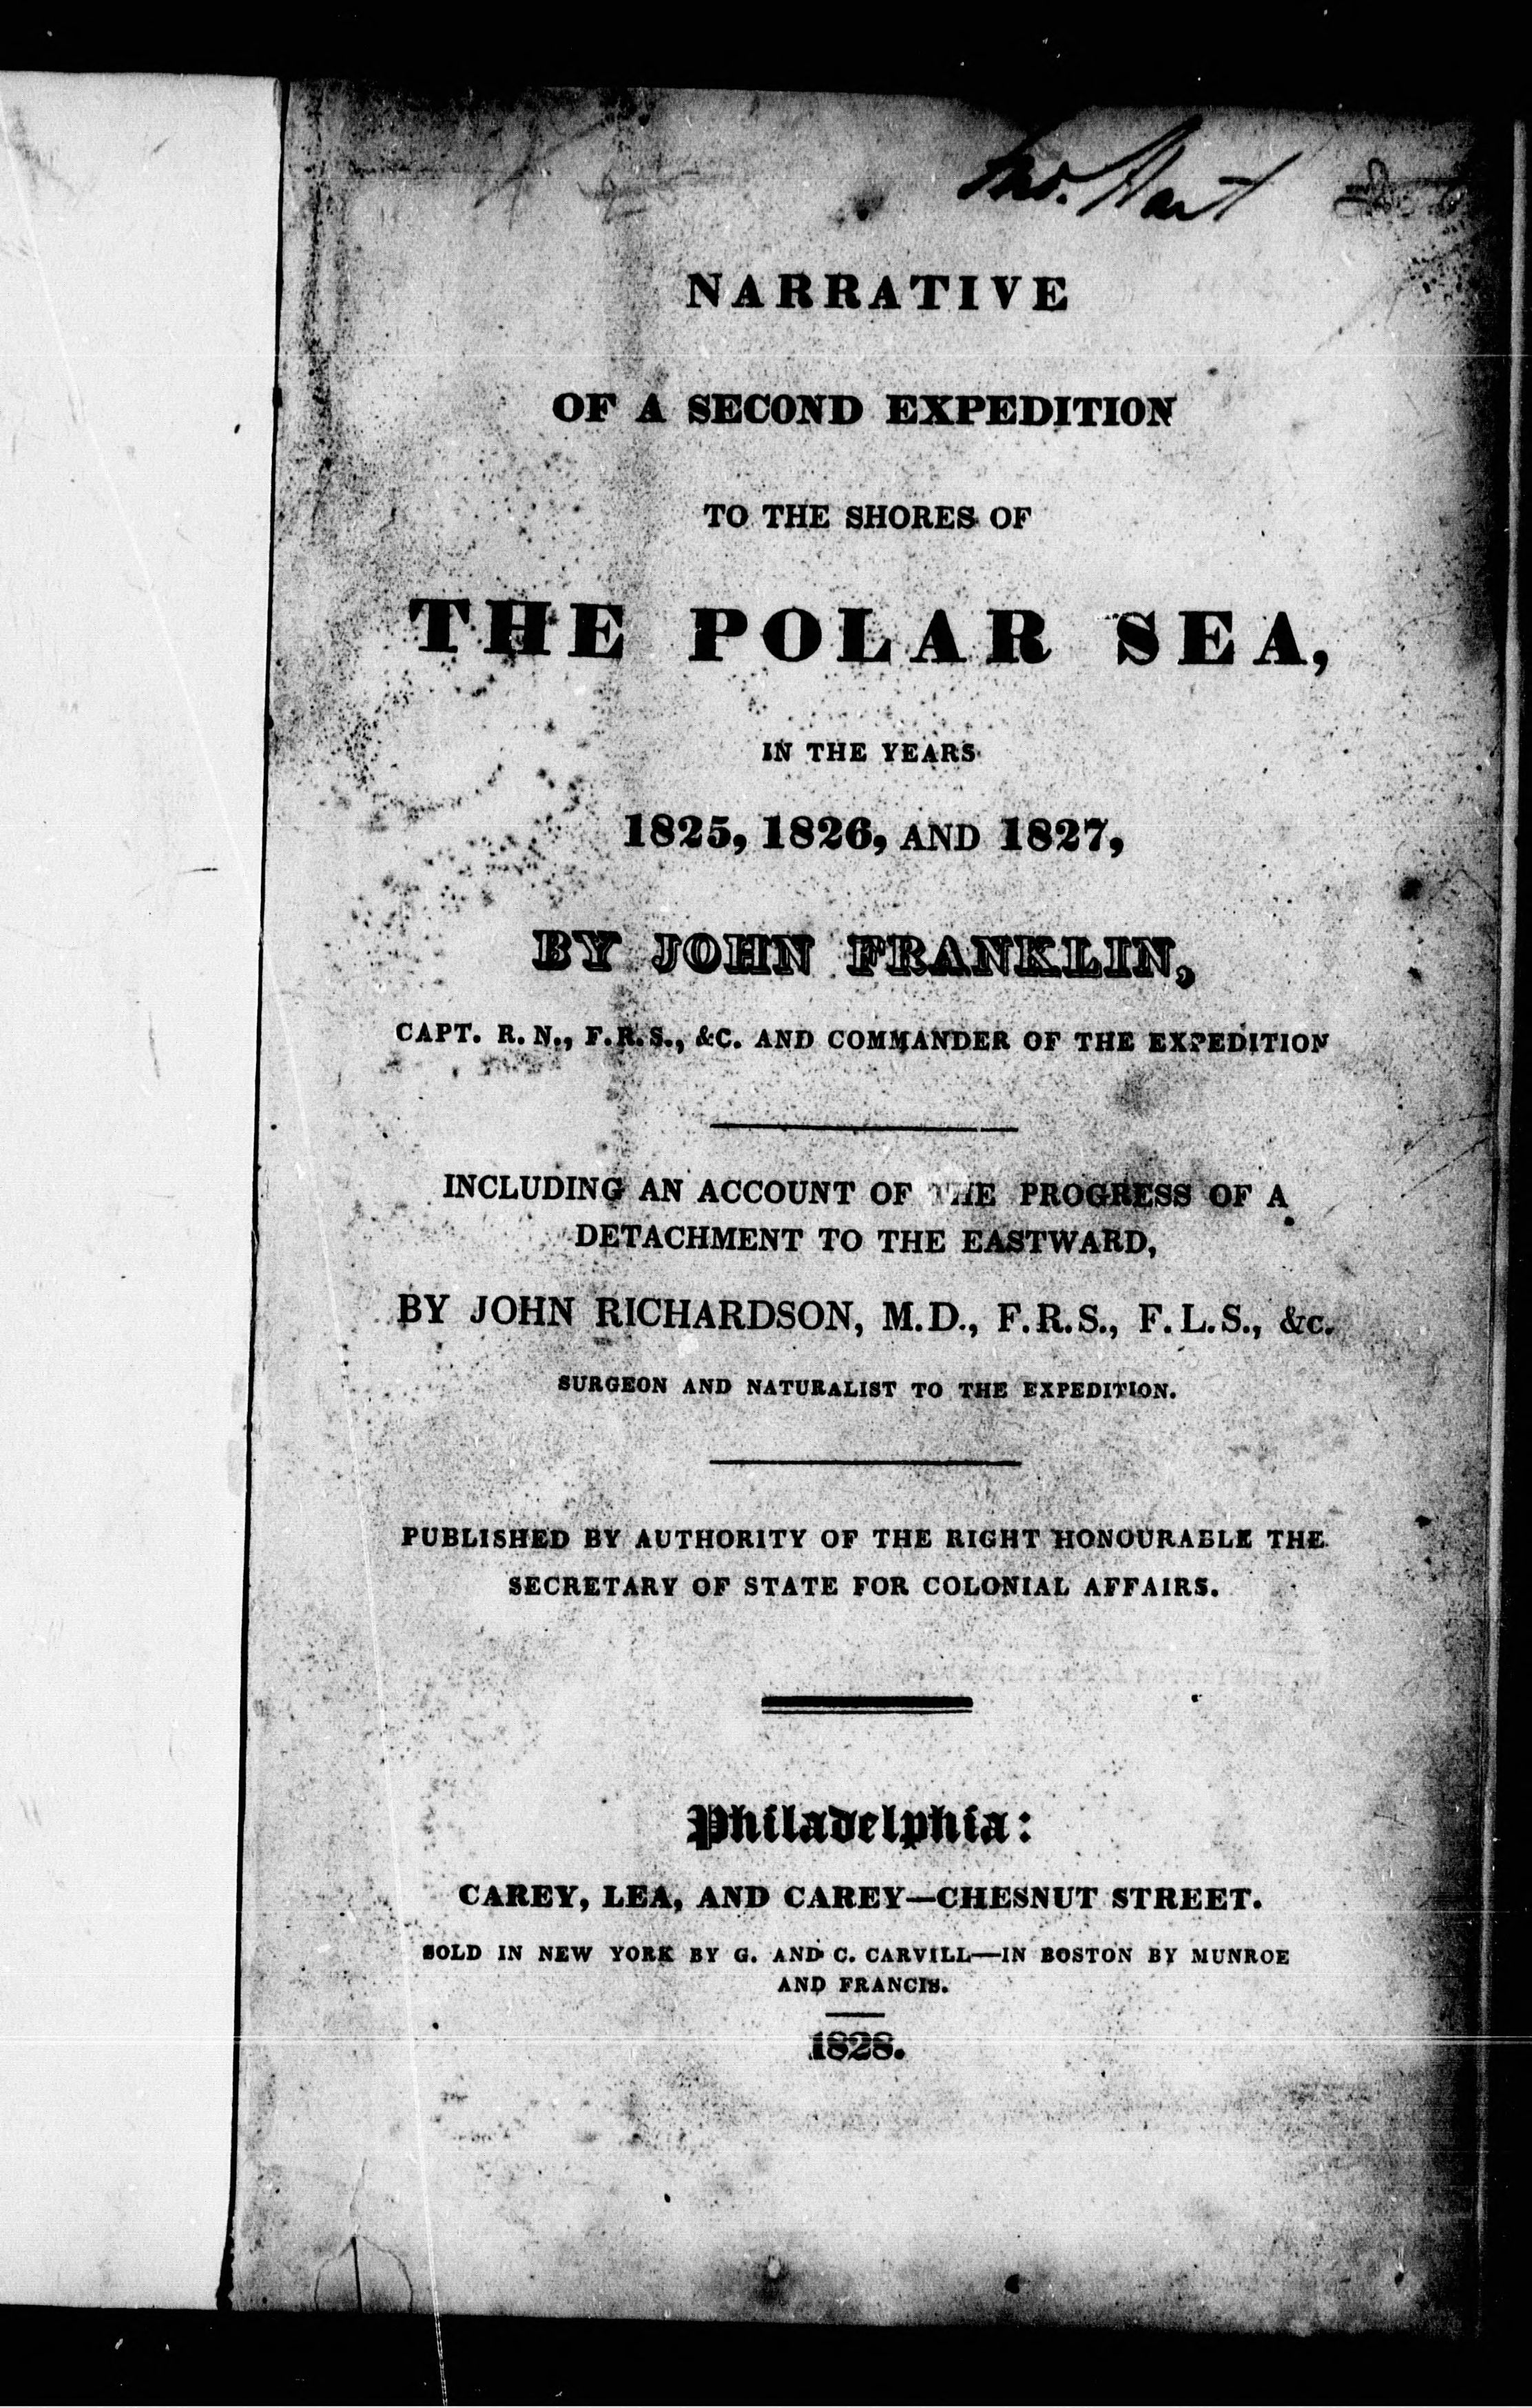 Jno. Hart
NARRATIVE
OF A SECOND EXPEDITION
TO THE SHORES OF
THE POLAR SEA,
IN THE YEARS
1825, 1826, AND 1827,
BY JOHN FRANKLIN,
CAPT. R. N., F.R.S., &C. AND COMMANDER OF THE EXPEDITION
INCLUDING AN ACCOUNT OF THE PROGRESS OF A
DETACHMENT TO THE EASTWARD,
BY JOHN RICHARDSON, M.D., F.R.S., F.L.S., &c.
SURGEON AND NATURALIST TO THE EXPEDITION.
PUBLISHED BY AUTHORITY OF THE RIGHT HONOURABLE THE
SECRETARY OF STATE FOR COLONIAL AFFAIRS.
Philadelphia:
CAREY, LEA, AND CAREY—CHESNUT STREET.
SOLD IN NEW YORK BY G. AND C. CARVILL—IN BOSTON BY MUNROE
AND FRANCIS.
1828.